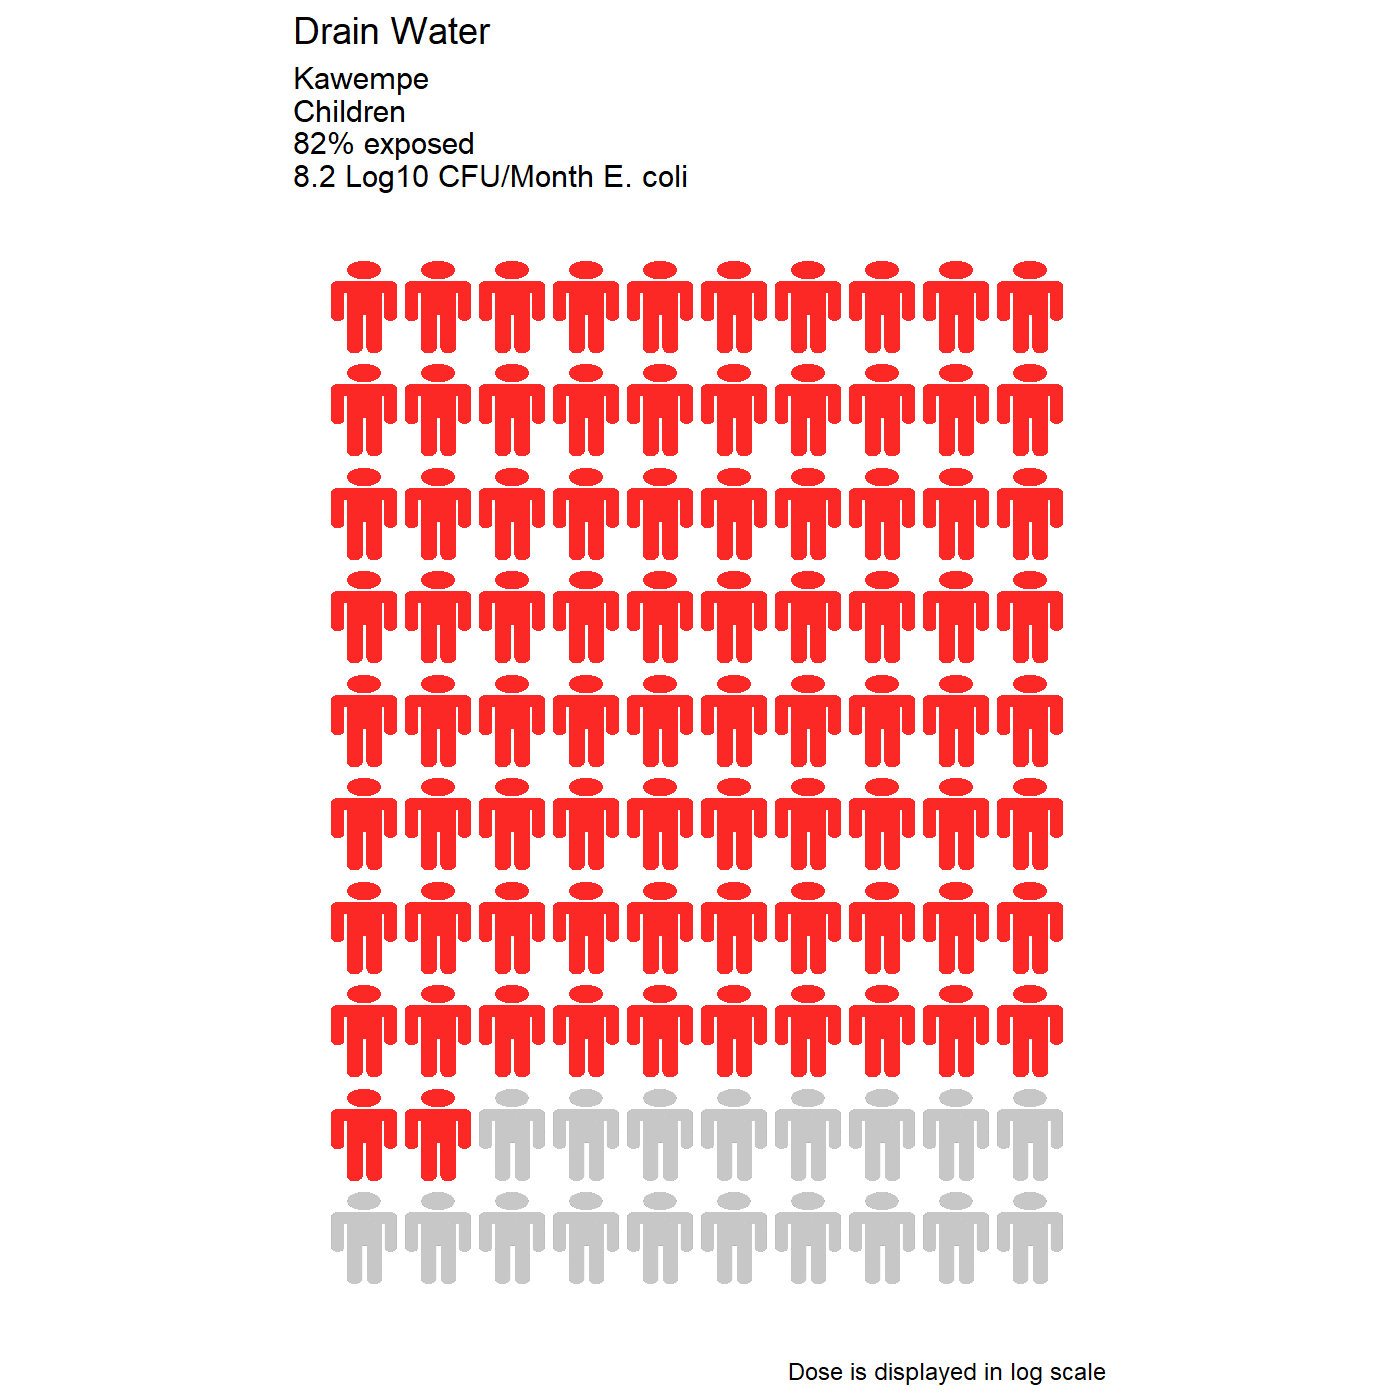 Drain Water
Kawempe
Children
82% exposed
8.2 Log10 CFU/Month E. coli
Dose is displayed in log scale